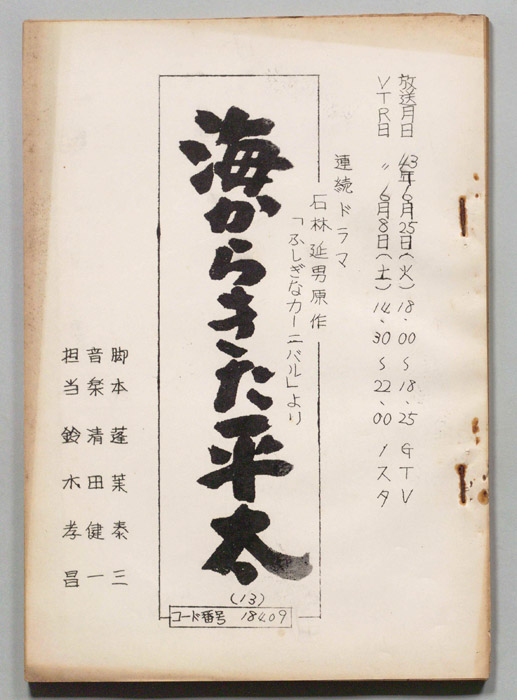 放送月日 43年6月25日(火)18.00〜18.25 GTV
VTR日 〃 6月8日(土)14.30〜22.00 1スタ
連続ドラマ
石林延男原作
「ふしぎなカーニバル」より
海からきた平太
(13)
コード番号 18409
脚本 蓬莱泰三
音楽 清田健一
担当 鈴木孝昌